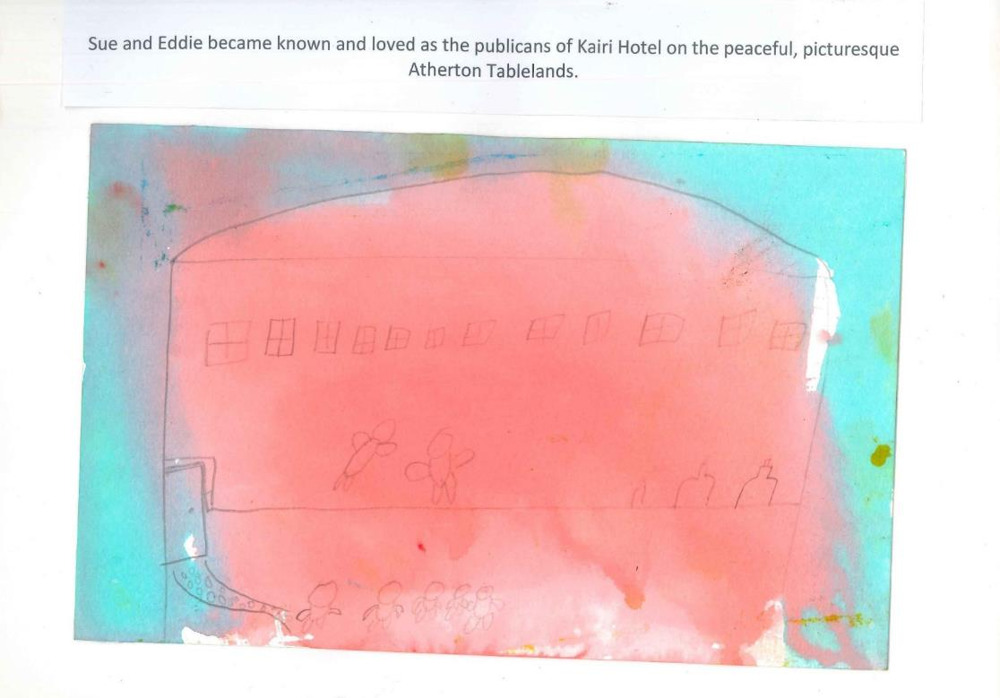 Sue and Eddie became known and loved as the publicans of Kairi Hotel on the peaceful, picturesque
Atherton Tablelands.